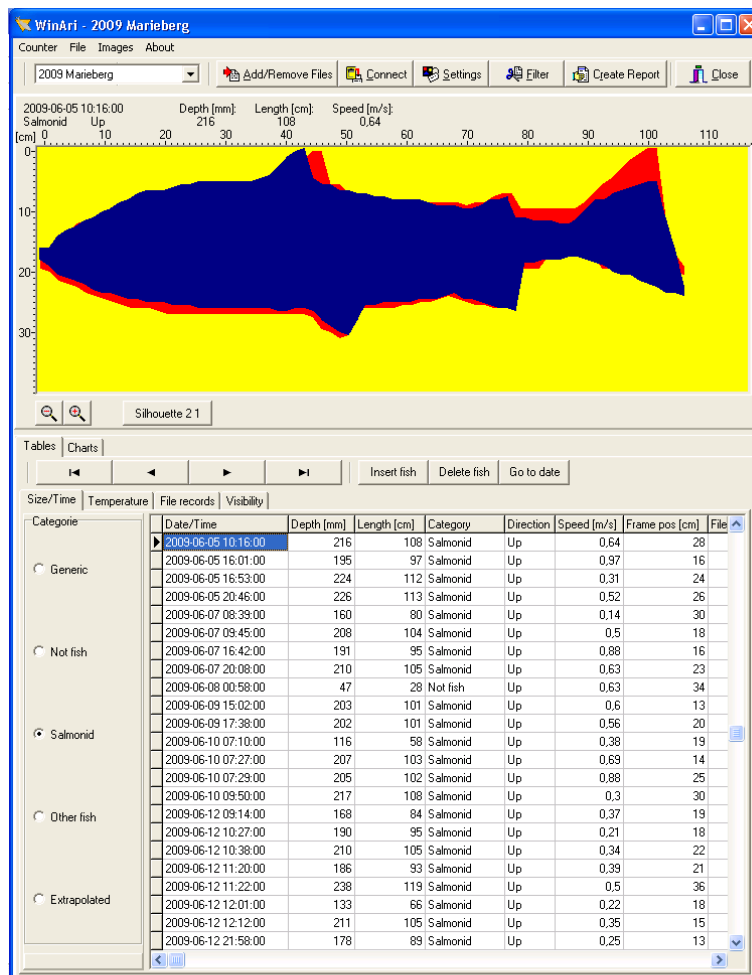 WinAri - 2009 Marieberg
Counter File Images About
2009 Marieberg Add/Remove Files Connect Settings Filter Create Report Close
2009-06-05 10:16:00 Depth [mm]: Length [cm]: Speed [m/s]:
Salmonid Up 216 108 0,64
[cm] 0 10 20 30 40 50 60 70 80 90 100 110
0
10
20
30
Silhouette 2 1
Tables Charts
Insert fish Delete fish Go to date
Size/Time Temperature File records Visibility
Categorie
Generic
Not fish
Salmonid
Other fish
Extrapolated
Date/Time Depth [mm] Length [cm] Category Direction Speed [m/s] Frame pos [cm] File
2009-06-05 10:16:00 216 108 Salmonid Up 0,64 28
2009-06-05 16:01:00 195 97 Salmonid Up 0,97 16
2009-06-05 16:53:00 224 112 Salmonid Up 0,31 24
2009-06-05 20:46:00 226 113 Salmonid Up 0,52 26
2009-06-07 08:39:00 160 80 Salmonid Up 0,14 30
2009-06-07 09:45:00 208 104 Salmonid Up 0,5 18
2009-06-07 16:42:00 191 95 Salmonid Up 0,88 16
2009-06-07 20:08:00 210 105 Salmonid Up 0,63 23
2009-06-08 00:58:00 47 28 Not fish Up 0,63 34
2009-06-09 15:02:00 203 101 Salmonid Up 0,6 13
2009-06-09 17:38:00 202 101 Salmonid Up 0,56 20
2009-06-10 07:10:00 116 58 Salmonid Up 0,38 19
2009-06-10 07:27:00 207 103 Salmonid Up 0,69 14
2009-06-10 07:29:00 205 102 Salmonid Up 0,88 25
2009-06-10 09:50:00 217 108 Salmonid Up 0,3 30
2009-06-12 09:14:00 168 84 Salmonid Up 0,37 19
2009-06-12 10:27:00 190 95 Salmonid Up 0,21 18
2009-06-12 10:38:00 210 105 Salmonid Up 0,34 22
2009-06-12 11:20:00 186 93 Salmonid Up 0,39 21
2009-06-12 11:22:00 238 119 Salmonid Up 0,5 36
2009-06-12 12:01:00 133 66 Salmonid Up 0,22 18
2009-06-12 12:12:00 211 105 Salmonid Up 0,35 15
2009-06-12 21:58:00 178 89 Salmonid Up 0,25 13